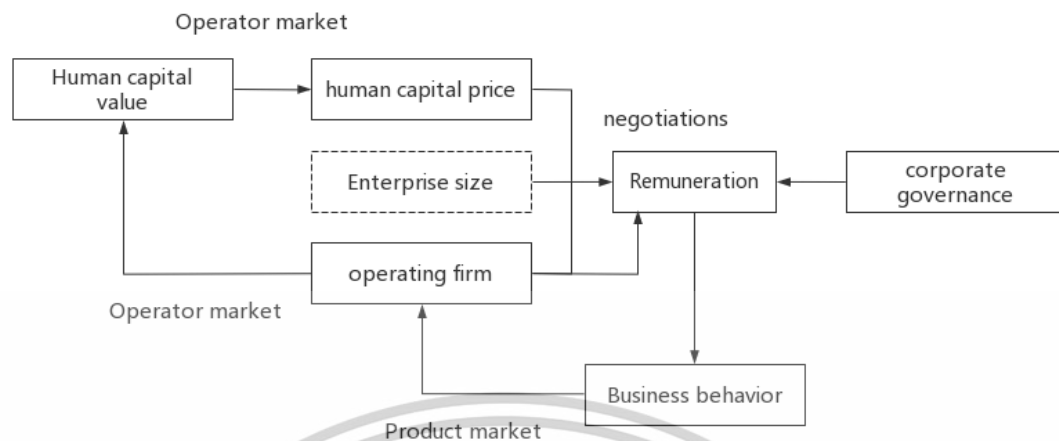 Operator market
Human capital
value
human capital price
negotiations
Enterprise size
Remuneration
corporate
governance
operating firm
Operator market
Business behavior
Product market